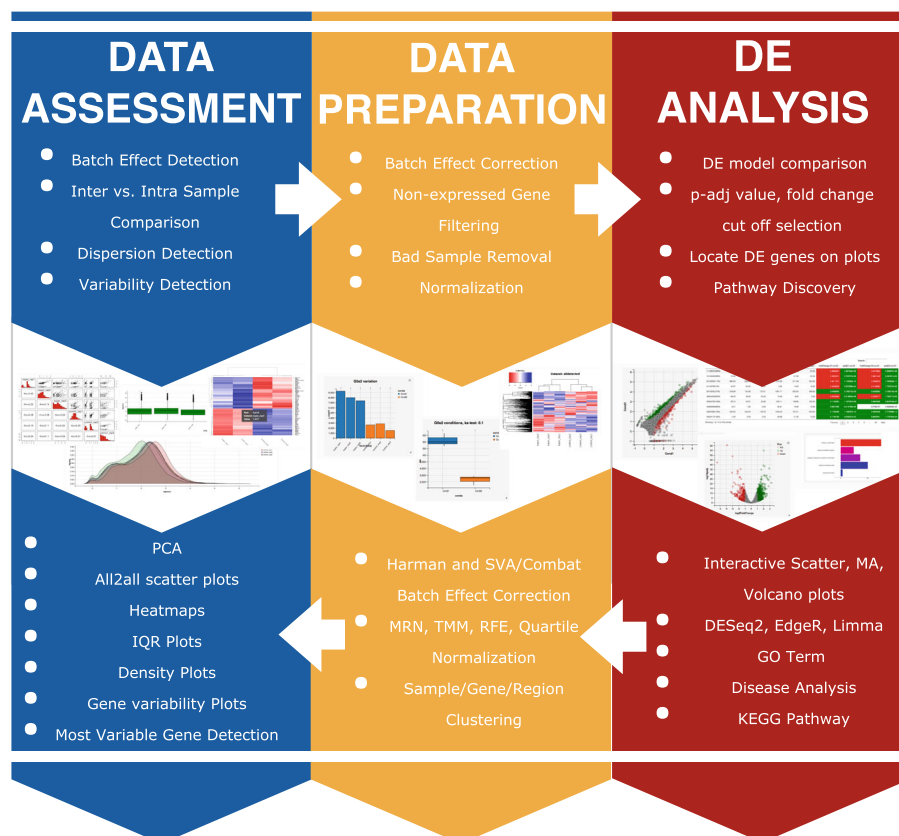 DATA
ASSESSMENT
Batch Effect Detection
Inter vs. Intra Sample
Comparison
Dispersion Detection
Variability Detection
DATA
PREPARATION
Batch Effect Correction
Non-expressed Gene
Filtering
Bad Sample Removal
Normalization
DE
ANALYSIS
DE model comparison
p-adj value, fold change
cut off selection
Locate DE genes on plots
Pathway Discovery
PCA
All2all scatter plots
Heatmaps
IQR Plots
Density Plots
Gene variability Plots
Most Variable Gene Detection
Harman and SVA/Combat
Batch Effect Correction
MRN, TMM, RFE, Quartile
Normalization
Sample/Gene/Region
Clustering
Interactive Scatter, MA,
Volcano plots
DESeq2, EdgeR, Limma
GO Term
Disease Analysis
KEGG Pathway